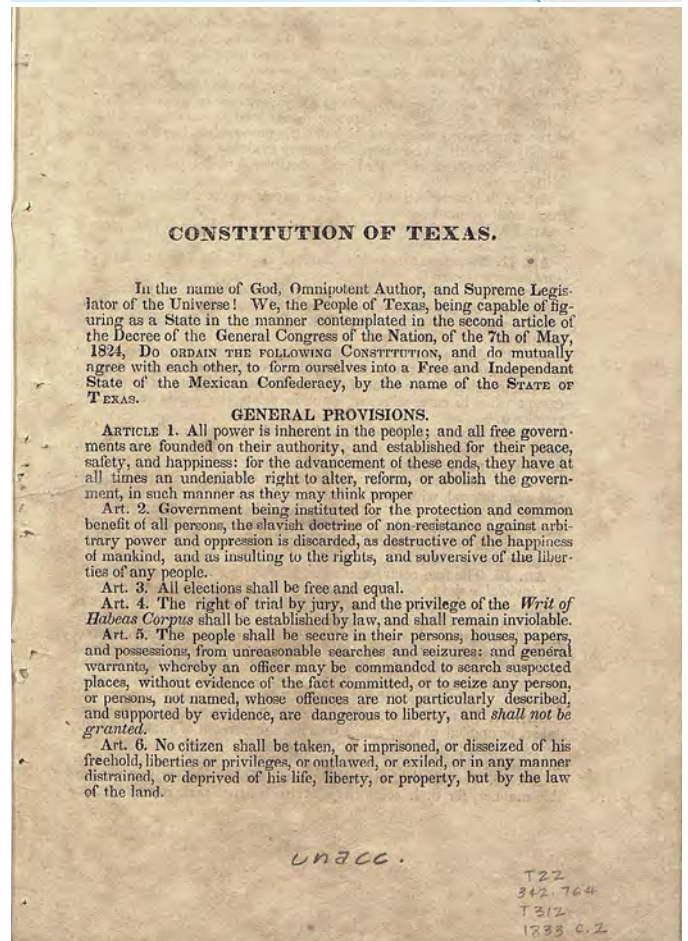 CONSTITUTION OF TEXAS.
In the name of God, Omnipotent Author, and Supreme Legis-
lator of the Universe! We, the People of Texas, being capable of fig-
uring as a State in the manner contemplated in the second article of
the Decree of the General Congress of the Nation, of the 7th of May,
1824, DO ORDAIN THE FOLLOWING CONSTITUTION, and do mutually
agree with each other, to form ourselves into a Free and Independant
State of the Mexican Confederacy, by the name of the STATE OF
TEXAS.
GENERAL PROVISIONS.
ARTICLE 1. All power is inherent in the people; and all free govern-
ments are founded on their authority, and established for their peace,
safety, and happiness: for the advancement of these ends, they have at
all times an undeniable right to alter, reform, or abolish the govern-
ment, in such manner as they may think proper
Art. 2. Government being instituted for the protection and common
benefit of all persons, the slavish doctrine of non-resistance against arbi-
trary power and oppression is discarded, as destructive of the happiness
of mankind, and as insulting to the rights, and subversive of the liber-
ties of any people.
Art. 3. All elections shall be free and equal.
Art. 4. The right of trial by jury, and the privilege of the Writ of
Habeas Corpus shall be established by law, and shall remain inviolable.
Art. 5. The people shall be secure in their persons, houses, papers,
and possessions, from unreasonable searches and seizures: and general
warrants, whereby an officer may be commanded to search suspected
places, without evidence of the fact committed, or to seize any person,
or persons, not named, whose offences are not particularly described,
and supported by evidence, are dangerous to liberty, and shall not be
granted.
Art. 6. No citizen shall be taken, or imprisoned, or disseized of his
freehold, liberties or privileges, or outlawed, or exiled, or in any manner
distrained, or deprived of his life, liberty, or property, but by the law
of the land.
unacc.
T22
342.764
T312
1833 C.2